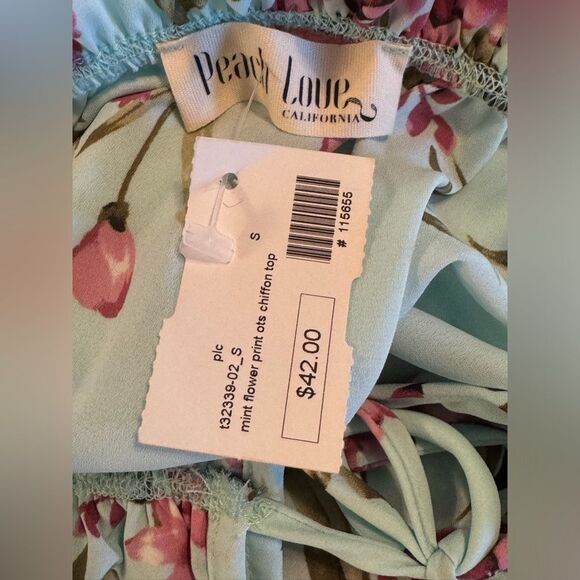 Peach Love
CALIFORNIA
plc
t32339-02_S
mint flower print ots chiffon top
S
$42.00
# 115655